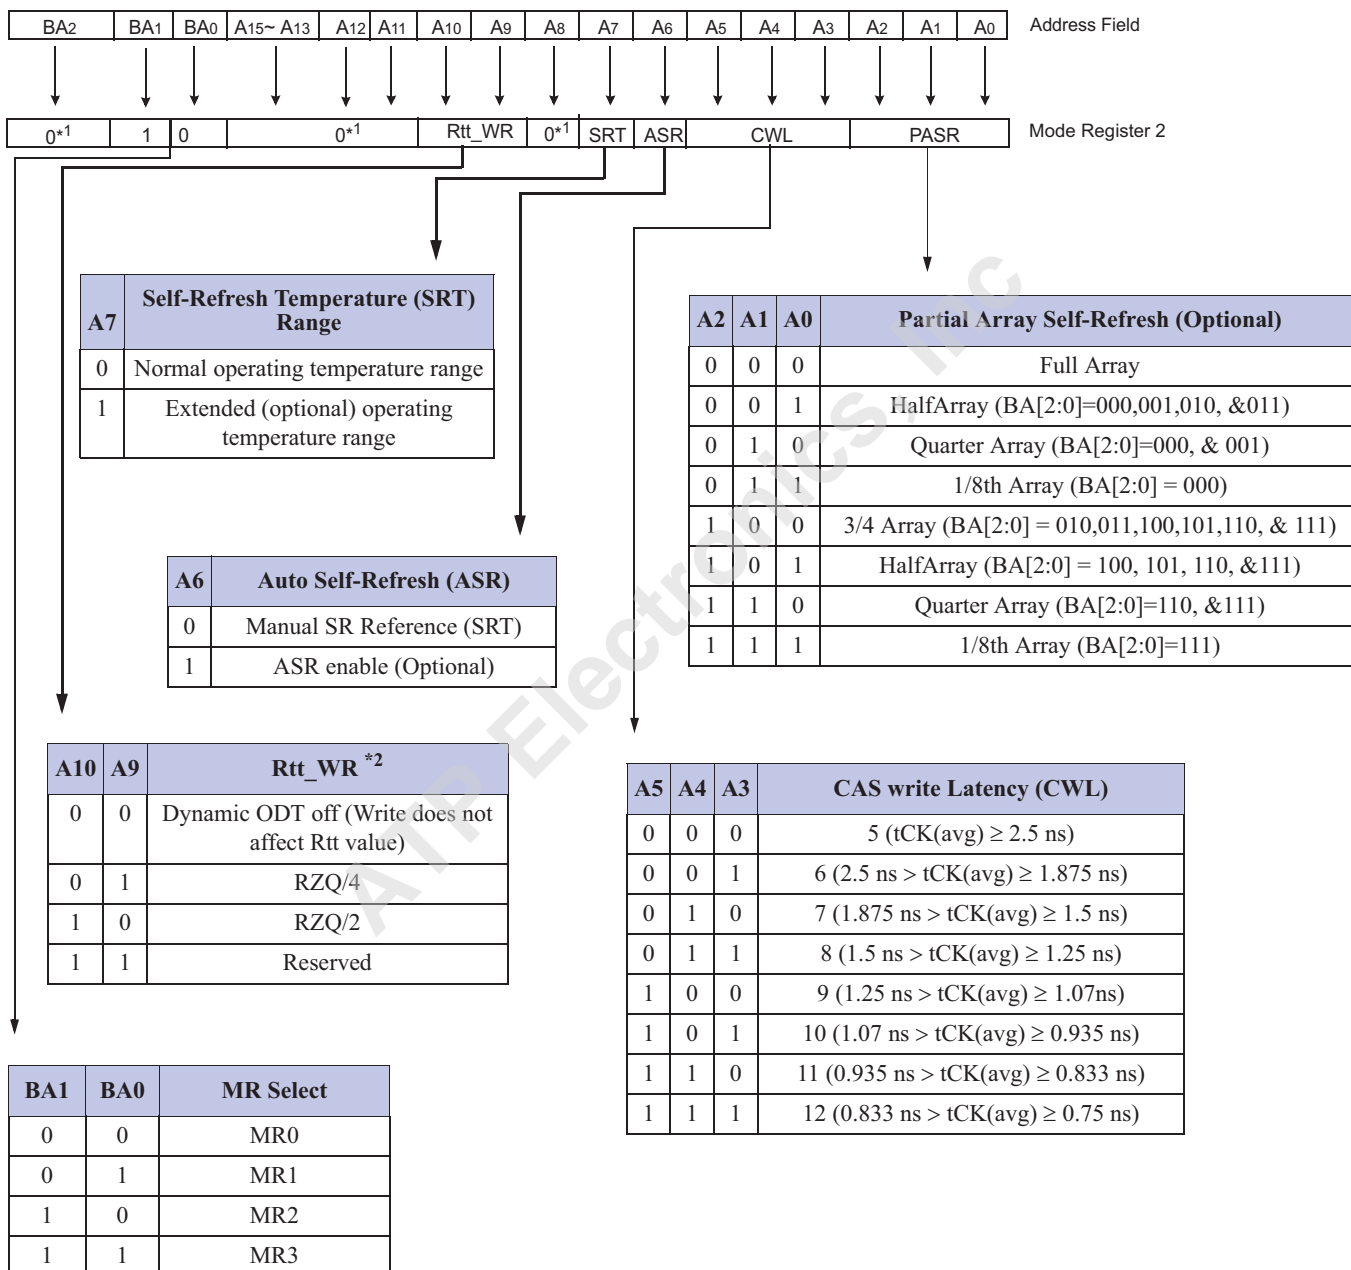 BA2 BA1 BA0 A15~ A13 A12 A11 A10 A9 A8 A7 A6 A5 A4 A3 A2 A1 A0 Address Field
0*1 1 0 0*1 Rtt_WR 0*1 SRT ASR CWL PASR Mode Register 2
A7 Self-Refresh Temperature (SRT)
Range
0 Normal operating temperature range
1 Extended (optional) operating
temperature range
A2 A1 A0 Partial Array Self-Refresh (Optional)
0 0 0 Full Array
0 0 1 HalfArray (BA[2:0]=000,001,010, &011)
0 1 0 Quarter Array (BA[2:0]=000, & 001)
0 1 1 1/8th Array (BA[2:0] = 000)
1 0 0 3/4 Array (BA[2:0] = 010,011,100,101,110, & 111)
1 0 1 HalfArray (BA[2:0] = 100, 101, 110, &111)
1 1 0 Quarter Array (BA[2:0]=110, &111)
1 1 1 1/8th Array (BA[2:0]=111)
A6 Auto Self-Refresh (ASR)
0 Manual SR Reference (SRT)
1 ASR enable (Optional)
A10 A9 Rtt_WR *2
0 0 Dynamic ODT off (Write does not
affect Rtt value)
0 1 RZQ/4
1 0 RZQ/2
1 1 Reserved
A5 A4 A3 CAS write Latency (CWL)
0 0 0 5 (tCK(avg) ≥ 2.5 ns)
0 0 1 6 (2.5 ns > tCK(avg) ≥ 1.875 ns)
0 1 0 7 (1.875 ns > tCK(avg) ≥ 1.5 ns)
0 1 1 8 (1.5 ns > tCK(avg) ≥ 1.25 ns)
1 0 0 9 (1.25 ns > tCK(avg) ≥ 1.07ns)
1 0 1 10 (1.07 ns > tCK(avg) ≥ 0.935 ns)
1 1 0 11 (0.935 ns > tCK(avg) ≥ 0.833 ns)
1 1 1 12 (0.833 ns > tCK(avg) ≥ 0.75 ns)
BA1 BA0 MR Select
0 0 MR0
0 1 MR1
1 0 MR2
1 1 MR3
ATP Electronics, Inc